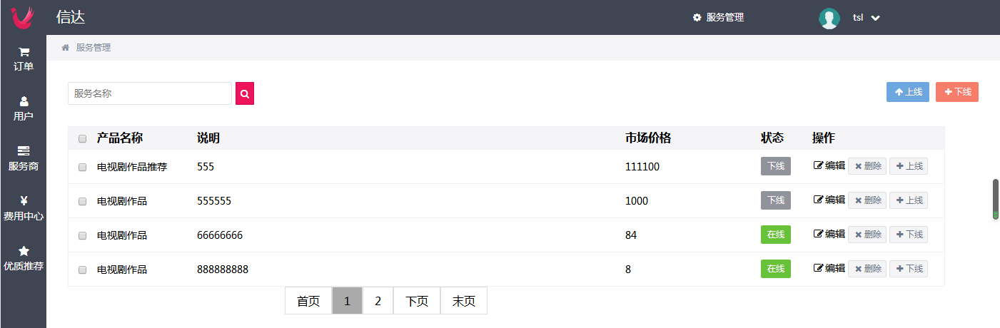 信达 服务管理 tsl
服务管理
订单
用户
服务商
费用中心
优质推荐
服务名称 上线 下线
产品名称 说明 市场价格 状态 操作
电视剧作品推荐 555 111100 下线 编辑 删除 上线
电视剧作品 555555 1000 下线 编辑 删除 上线
电视剧作品 66666666 84 在线 编辑 删除 下线
电视剧作品 888888888 8 在线 编辑 删除 下线
首页 1 2 下页 末页